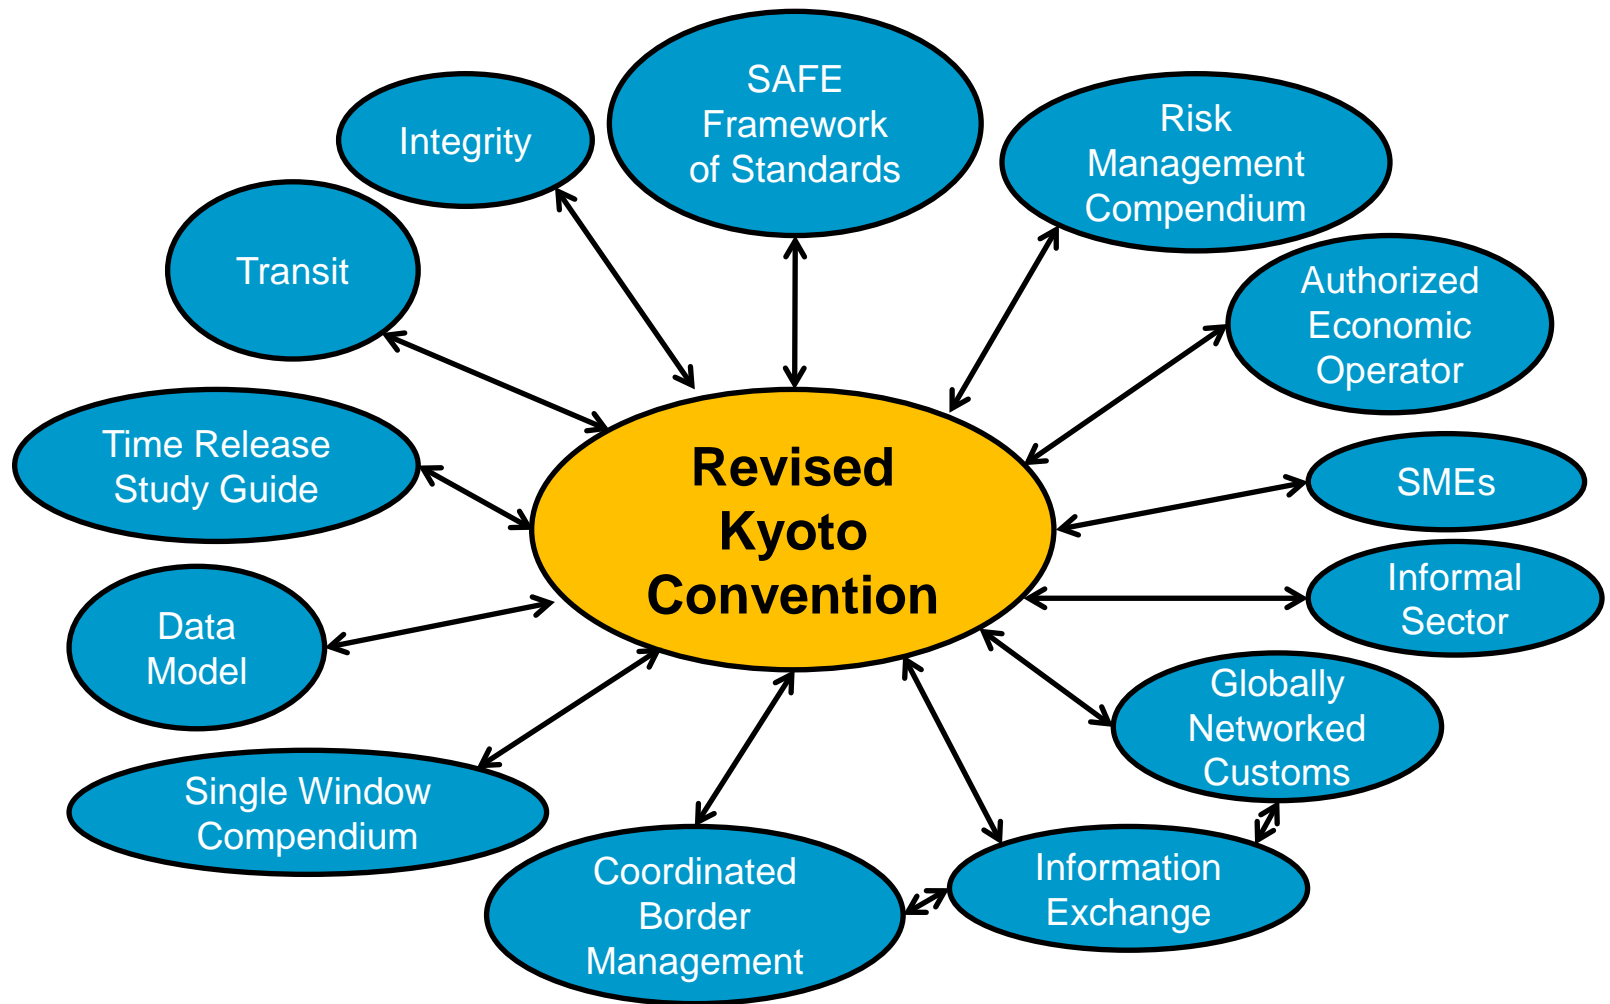 SAFE
Framework
of Standards
Integrity
Risk
Management
Compendium
Transit
Authorized
Economic
Operator
Time Release
Study Guide
Revised
Kyoto
Convention
SMEs
Informal
Sector
Data
Model
Globally
Networked
Customs
Single Window
Compendium
Coordinated
Border
Management
Information
Exchange